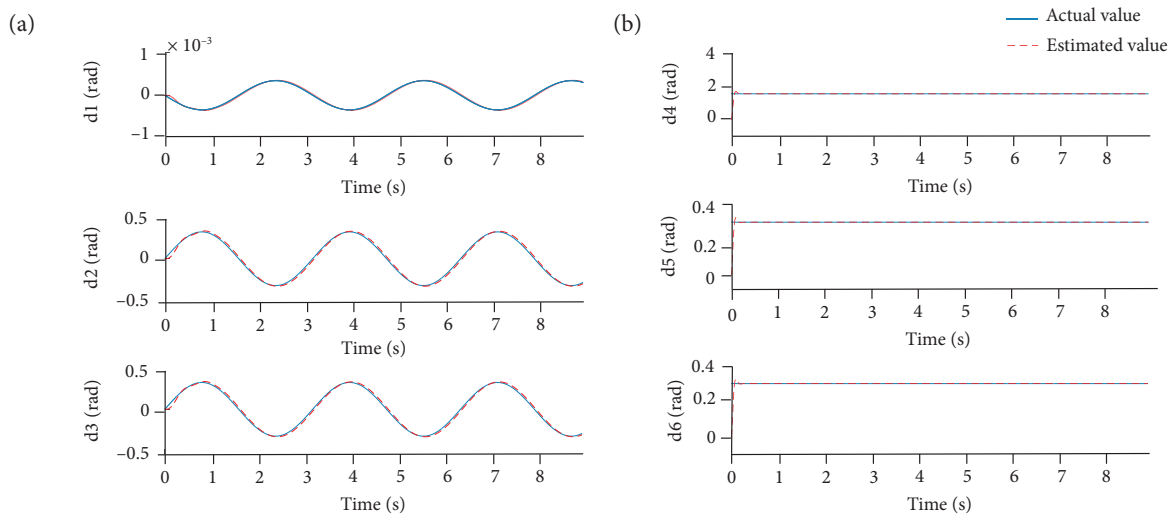 (a)
(b)
Actual value
Estimated value
× 10⁻³
1
0
−1
d1 (rad)
0 1 2 3 4 5 6 7 8
Time (s)
0.5
0
−0.5
d2 (rad)
0 1 2 3 4 5 6 7 8
Time (s)
0.5
0
−0.5
d3 (rad)
0 1 2 3 4 5 6 7 8
Time (s)
4
2
0
d4 (rad)
0 1 2 3 4 5 6 7 8
Time (s)
0.4
0.2
0
d5 (rad)
0 1 2 3 4 5 6 7 8
Time (s)
0.4
0.2
0
d6 (rad)
0 1 2 3 4 5 6 7 8
Time (s)